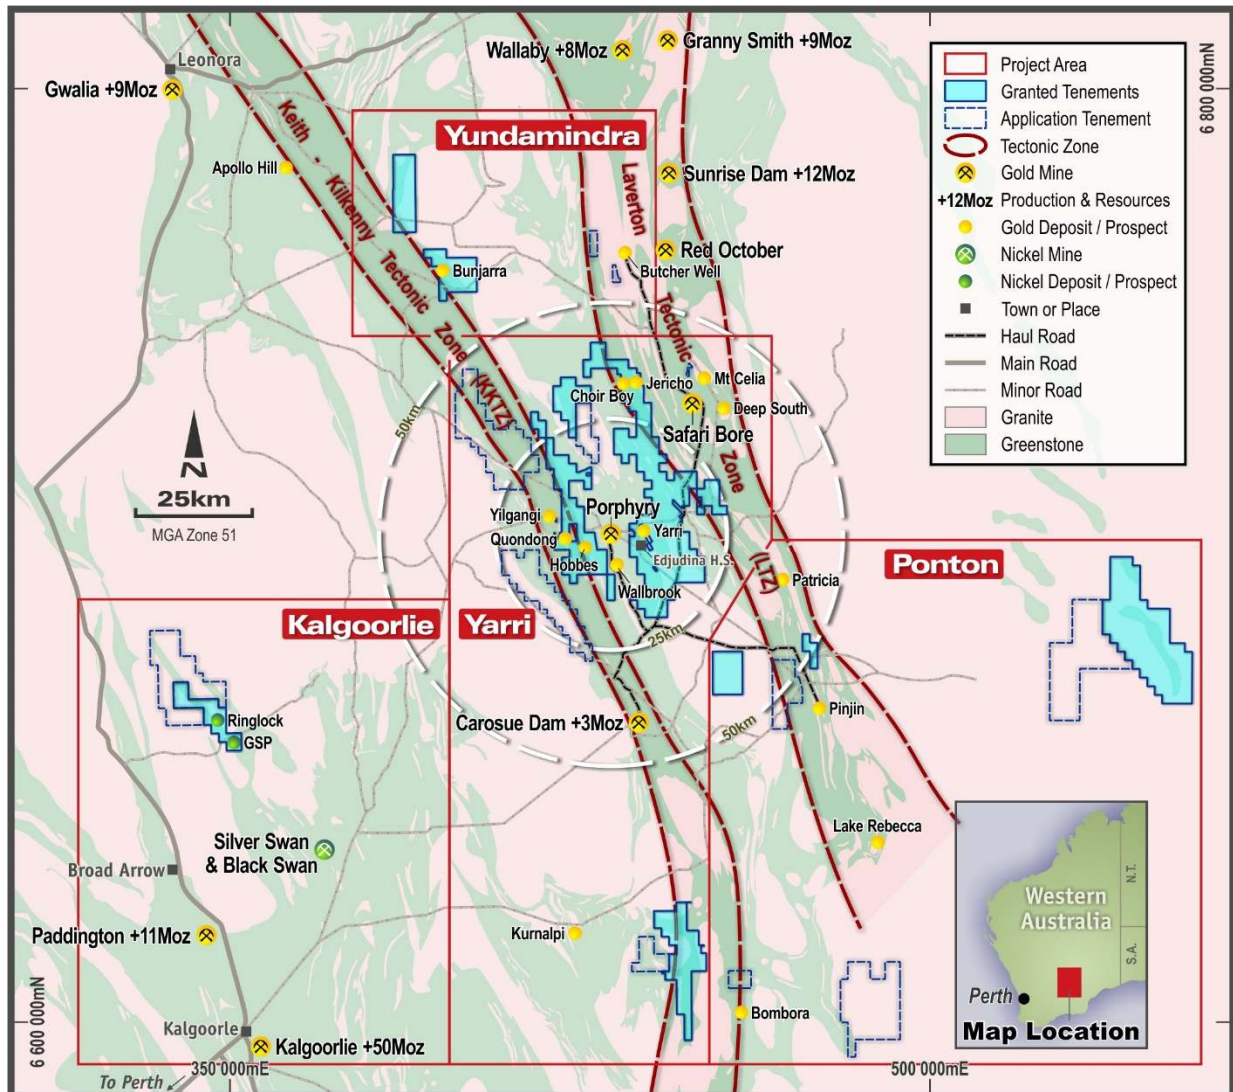 Leonora
Gwalia +9Moz
Wallaby +8Moz
Granny Smith +9Moz
Yundamindra
Apollo Hill
Keith - Kilkenny Tectonic Zone (KKTZ)
Sunrise Dam +12Moz
Red October
Butcher Well
Bunjarra
Laverton Tectonic Zone (LTZ)
Project Area
Granted Tenements
Application Tenement
Tectonic Zone
Gold Mine
+12Moz Production & Resources
Gold Deposit / Prospect
Nickel Mine
Nickel Deposit / Prospect
Town or Place
Haul Road
Main Road
Minor Road
Granite
Greenstone
6 800 000mN
N
25km
MGA Zone 51
50km
Choir Boy
Jericho
Mt Celia
Deep South
Safari Bore
Porphyry
Yilgangi
Quondong
Hobbes
Yarri
Edjudina H.S.
Wallbrook
Patricia
Ponton
Kalgoorlie
Yarri
25km
Ringlock
GSP
Carosue Dam +3Moz
50km
Pinjin
Silver Swan
& Black Swan
Broad Arrow
Lake Rebecca
Paddington +11Moz
Kurnalpi
Bombora
Kalgoorle
Kalgoorlie +50Moz
To Perth
6 600 000mN
350 000mE
500 000mE
Western
Australia
N.T.
S.A.
Perth
Map Location